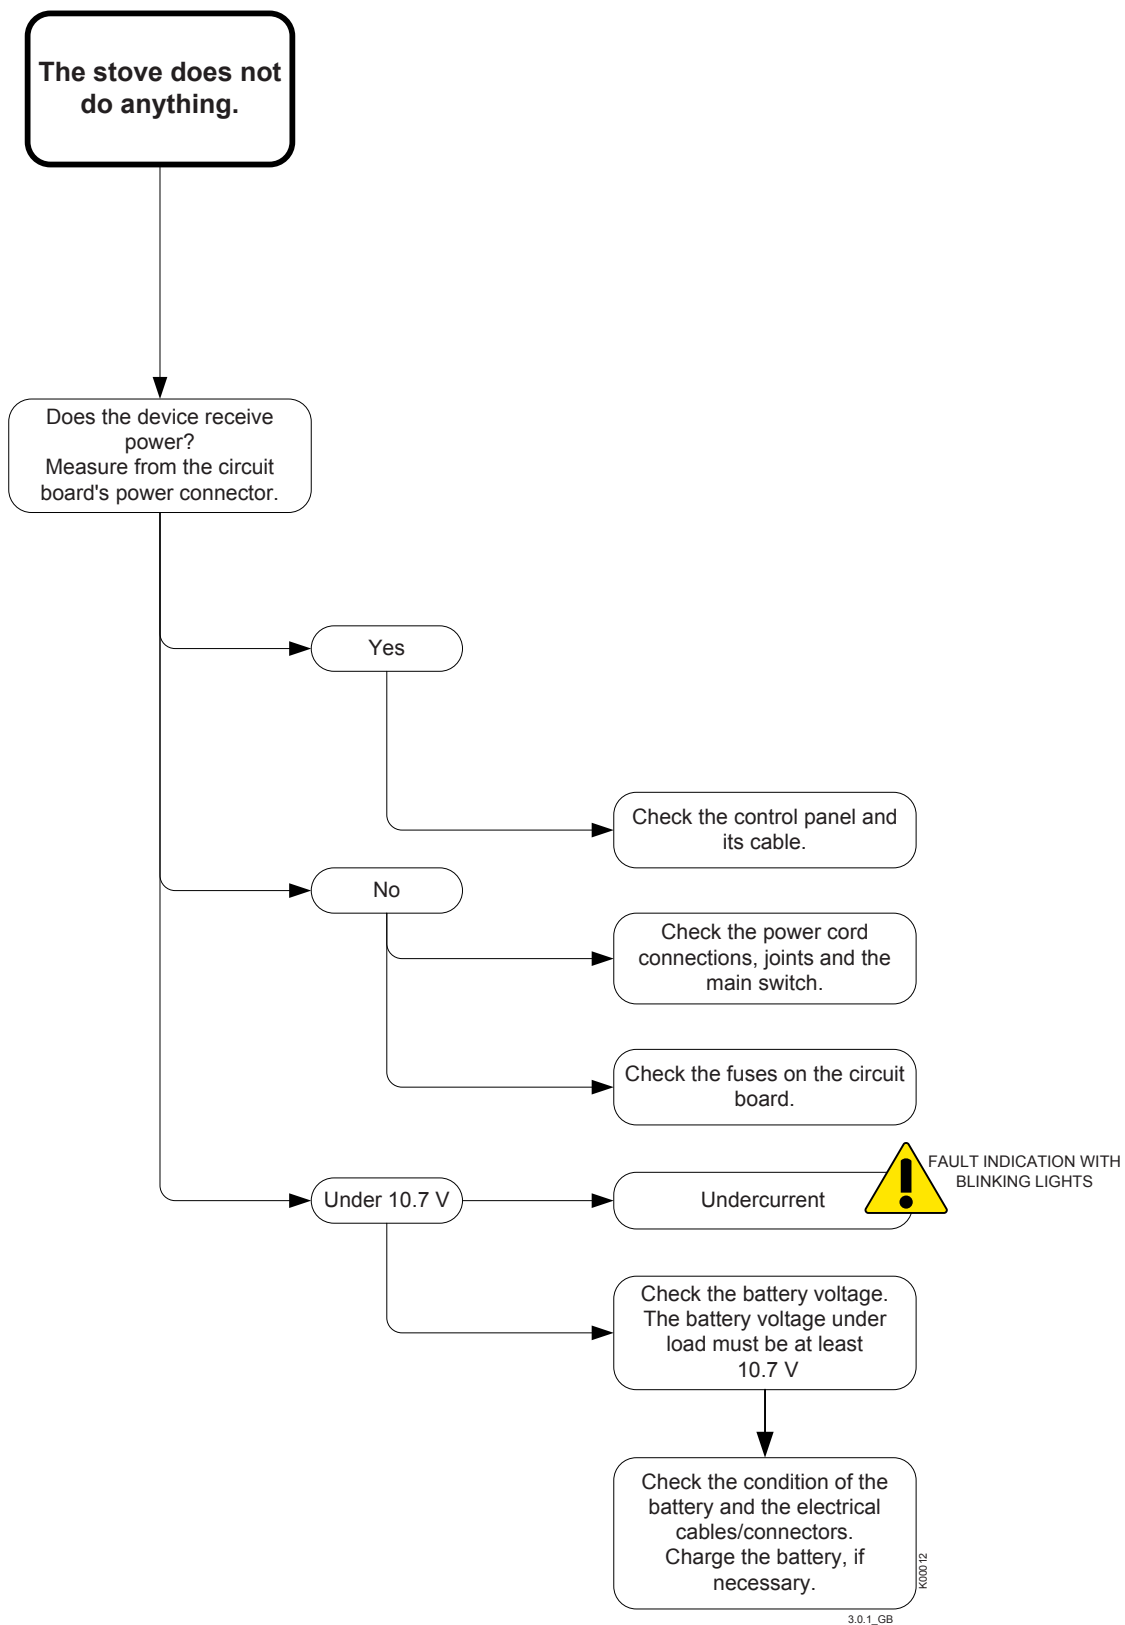 The stove does not
do anything.
Does the device receive
power?
Measure from the circuit
board's power connector.
Yes
Check the control panel and
its cable.
No
Check the power cord
connections, joints and the
main switch.
Check the fuses on the circuit
board.
Under 10.7 V
Undercurrent
FAULT INDICATION WITH
BLINKING LIGHTS
Check the battery voltage.
The battery voltage under
load must be at least
10.7 V
Check the condition of the
battery and the electrical
cables/connectors.
Charge the battery, if
necessary.
K00012
3.0.1_GB